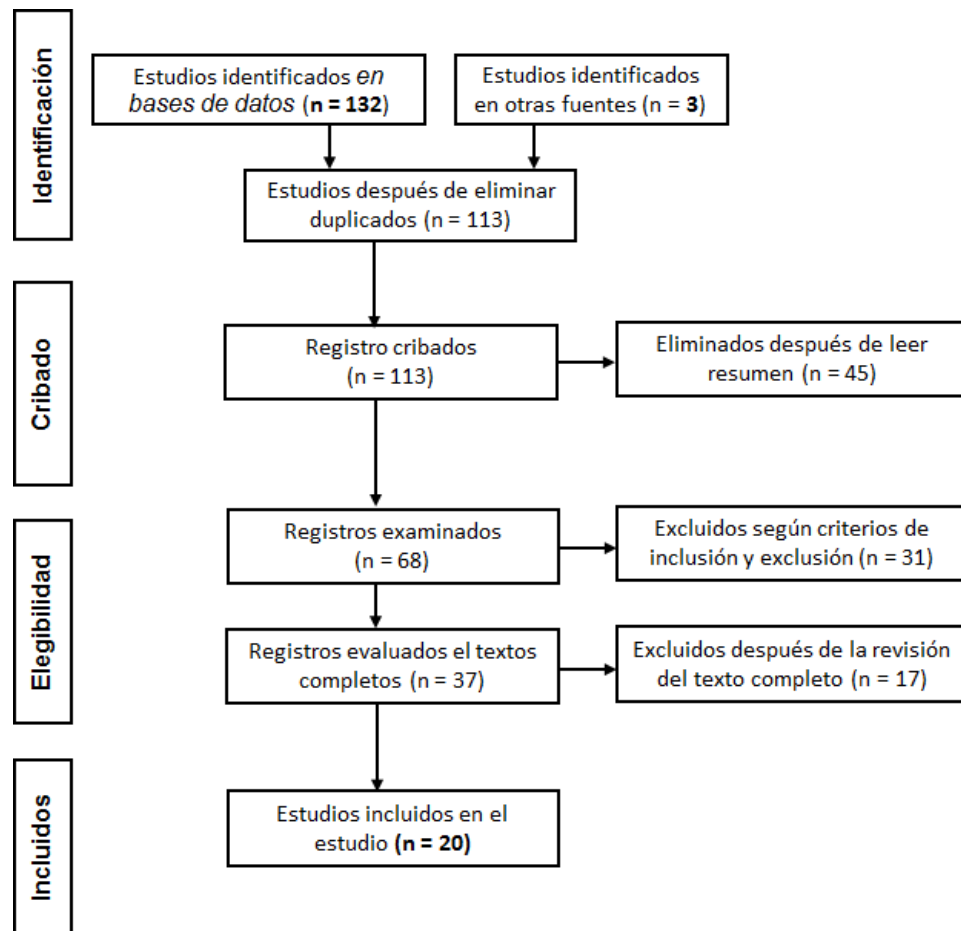 Identificación
Estudios identificados en
bases de datos (n = 132)
Estudios identificados
en otras fuentes (n = 3)
Estudios después de eliminar
duplicados (n = 113)
Cribado
Registro cribados
(n = 113)
Eliminados después de leer
resumen (n = 45)
Elegibilidad
Registros examinados
(n = 68)
Excluidos según criterios de
inclusión y exclusión (n = 31)
Registros evaluados el textos
completos (n = 37)
Excluidos después de la revisión
del texto completo (n = 17)
Incluidos
Estudios incluidos en el
estudio (n = 20)